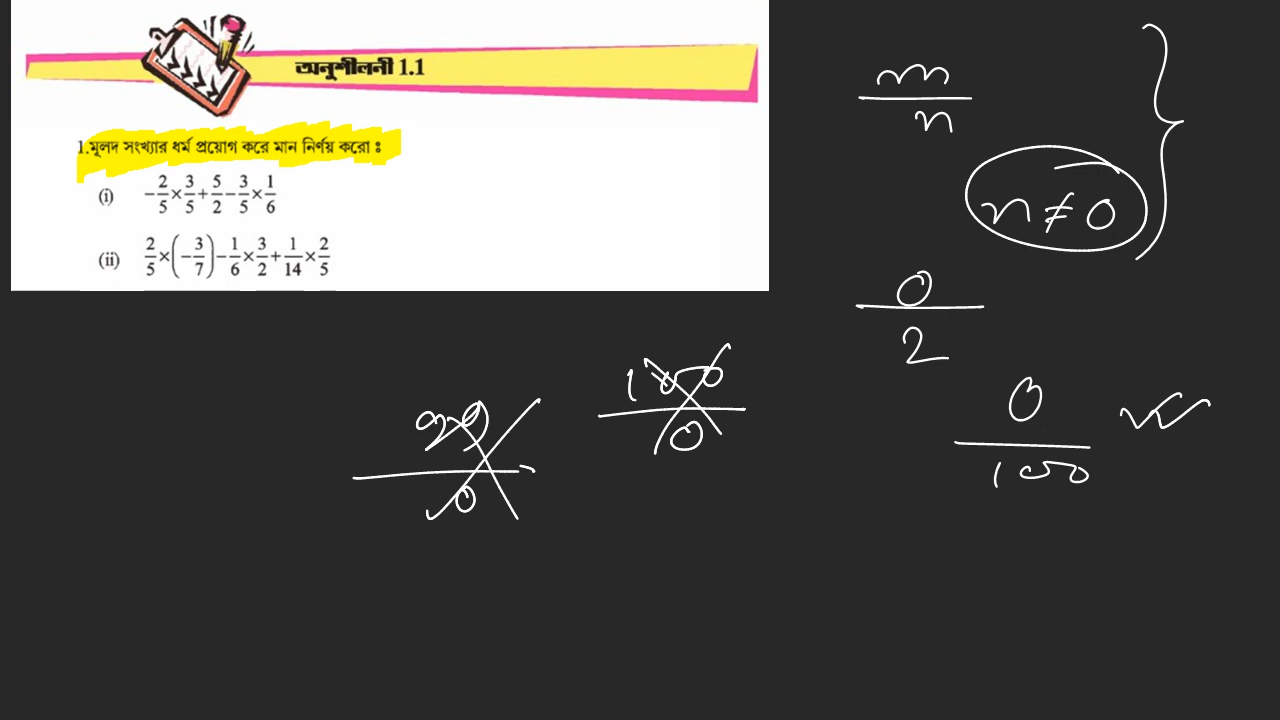 অনুশীলনী 1.1
1.মূলদ সংখ্যার ধর্ম প্রয়োগ করে মান নির্ণয় করো ঃ
(i) -2/5×3/5+5/2-3/5×1/6
(ii) 2/5×(-3/7)-1/6×3/2+1/14×2/5
m/n
n≠0
0/2
100/0
0/100